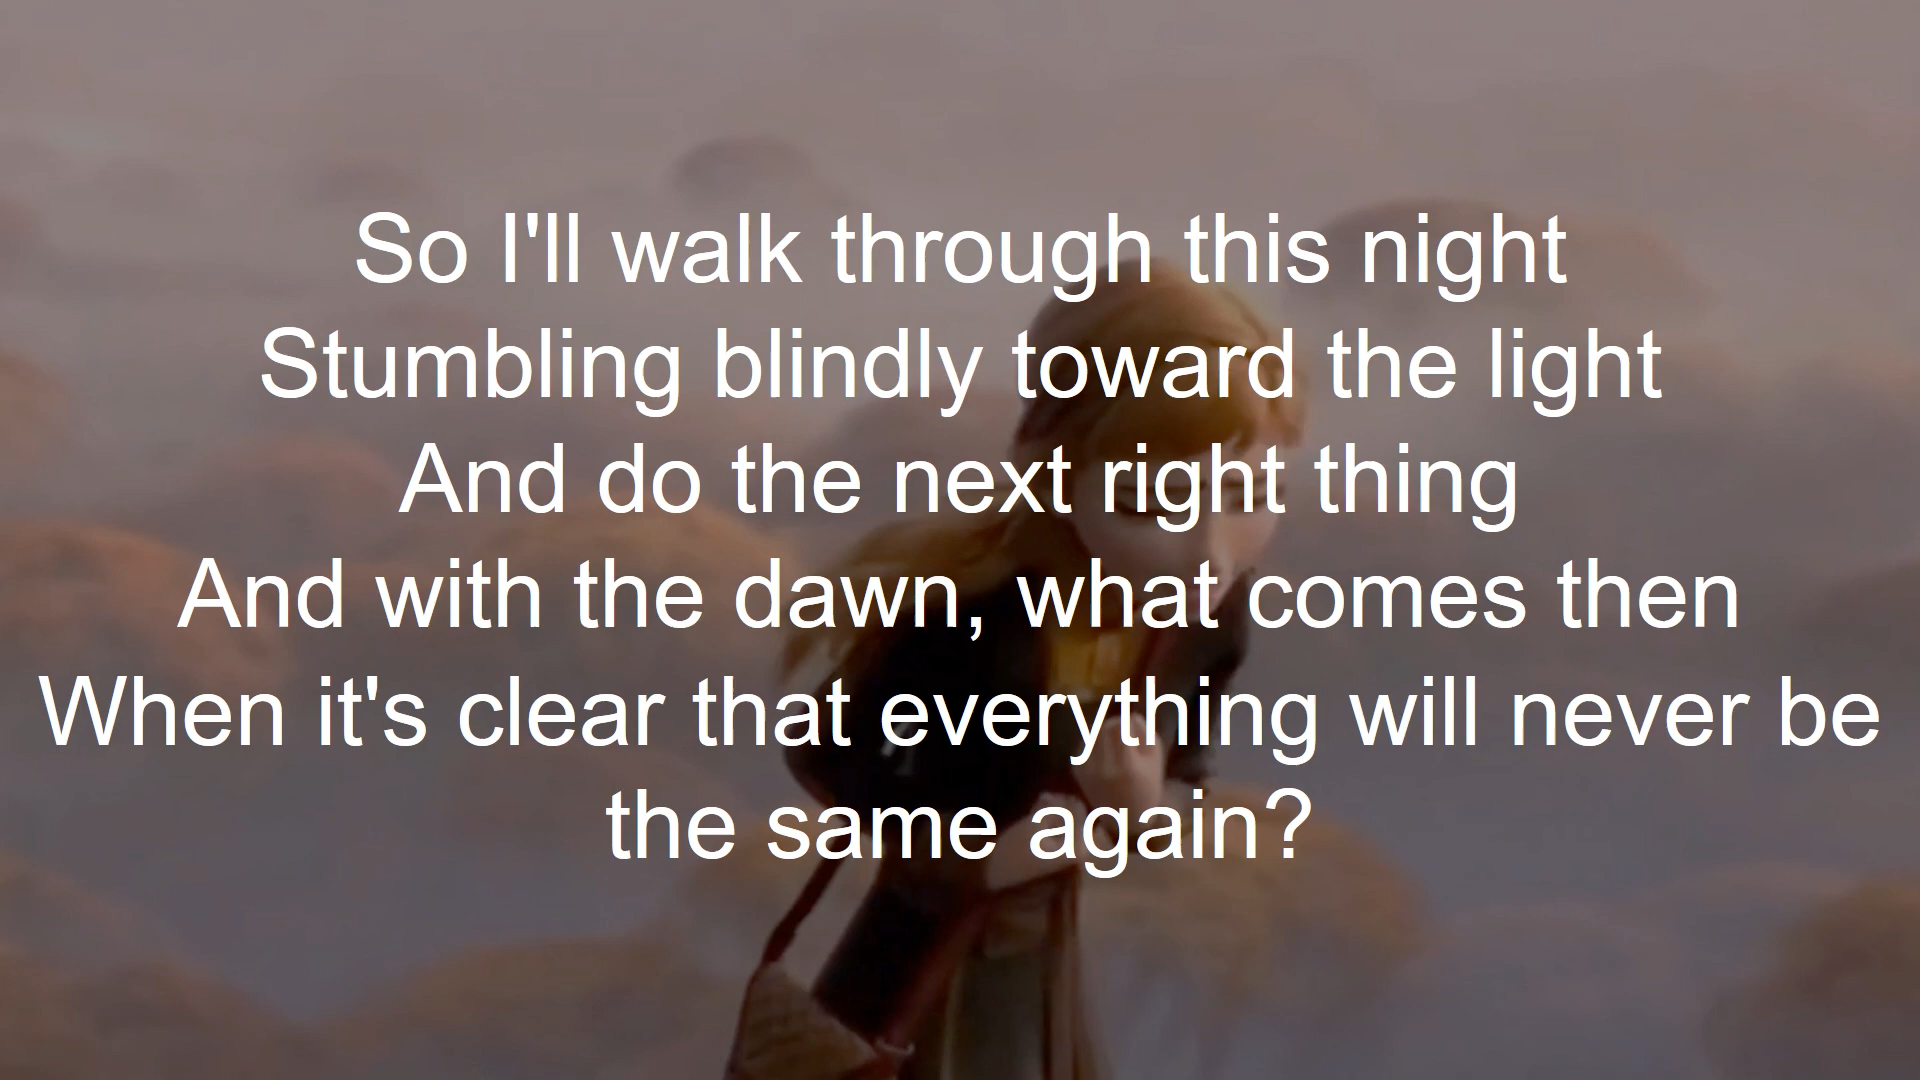 So I'll walk through this night
Stumbling blindly toward the light
And do the next right thing
And with the dawn, what comes then
When it's clear that everything will never be
the same again?